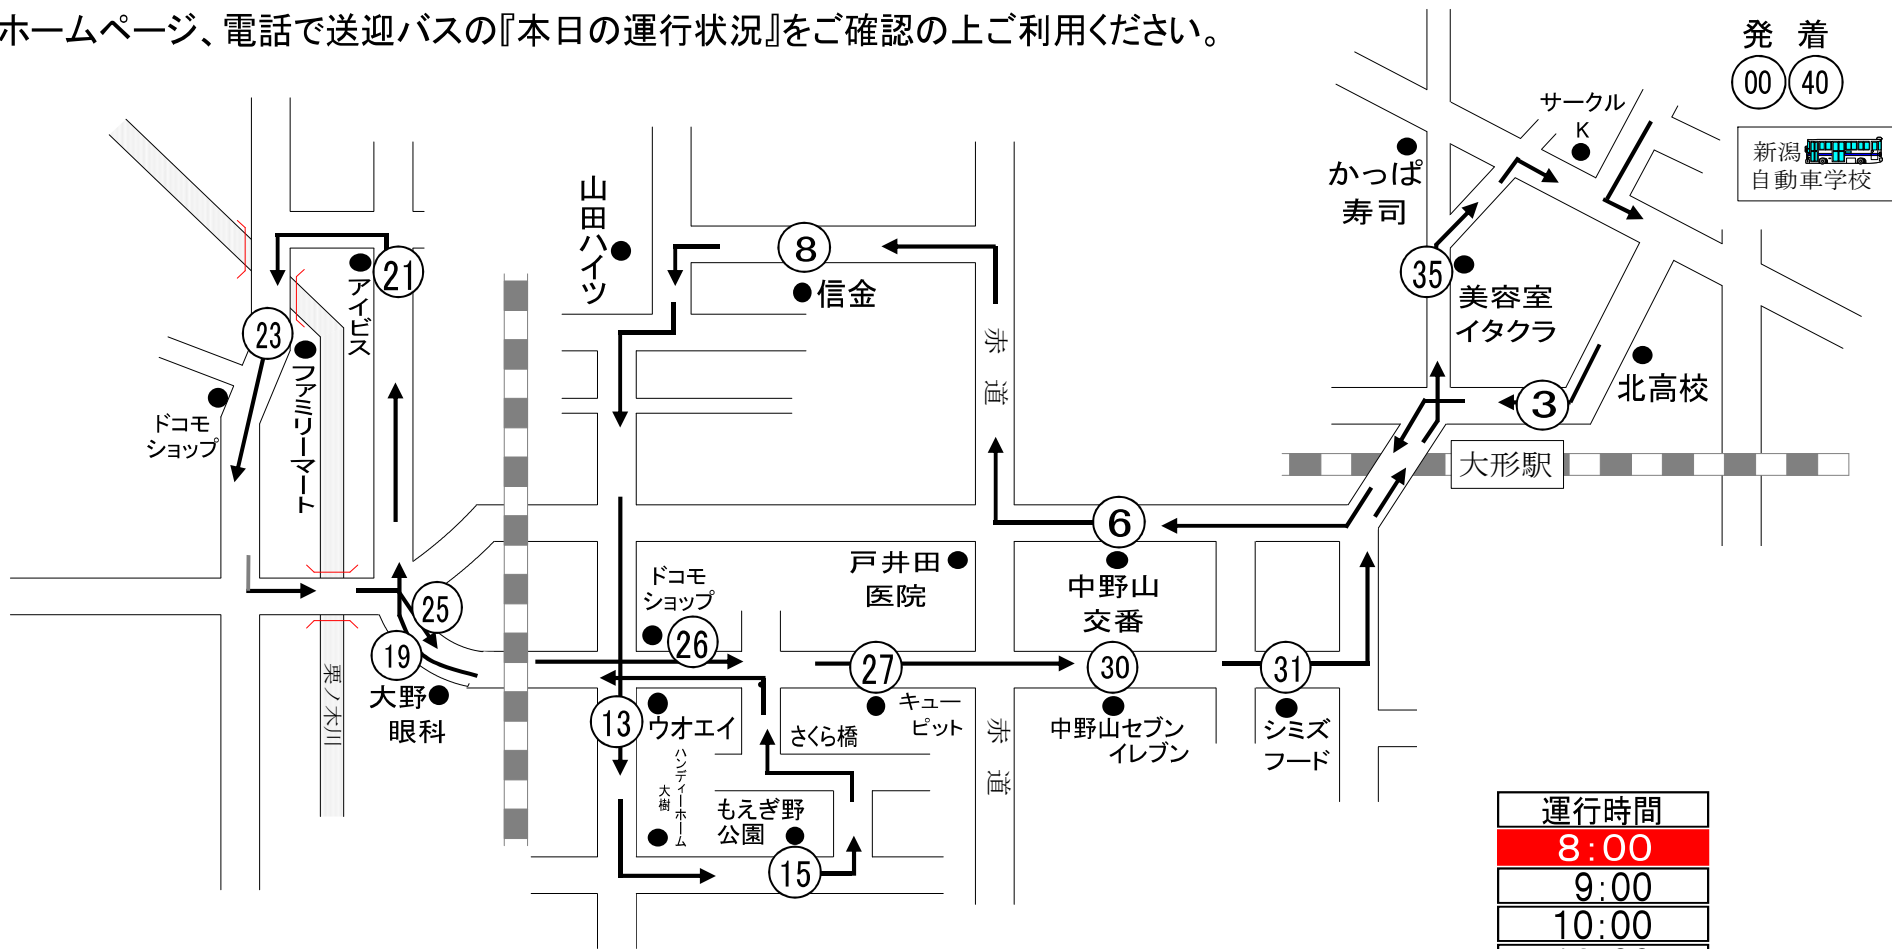 ホームページ、電話で送迎バスの『本日の運行状況』をご確認の上ご利用ください。
発 着
00 40
新潟
自動車学校
サークル
K
かっぱ
寿司
35
美容室
イタクラ
北高校
3
大形駅
山田ハイツ
8
信金
赤道
21
アイビス
23
ファミリーマート
ドコモ
ショップ
6
中野山
交番
戸井田
医院
ドコモ
ショップ
26
25
19
大野
眼科
栗ノ木川
27
キュー
ピット
30
中野山セブン
イレブン
31
シミズ
フード
13
ウオエイ
さくら橋
赤道
ハンディーホーム
大樹
もえぎ野
公園
15
運行時間
8:00
9:00
10:00